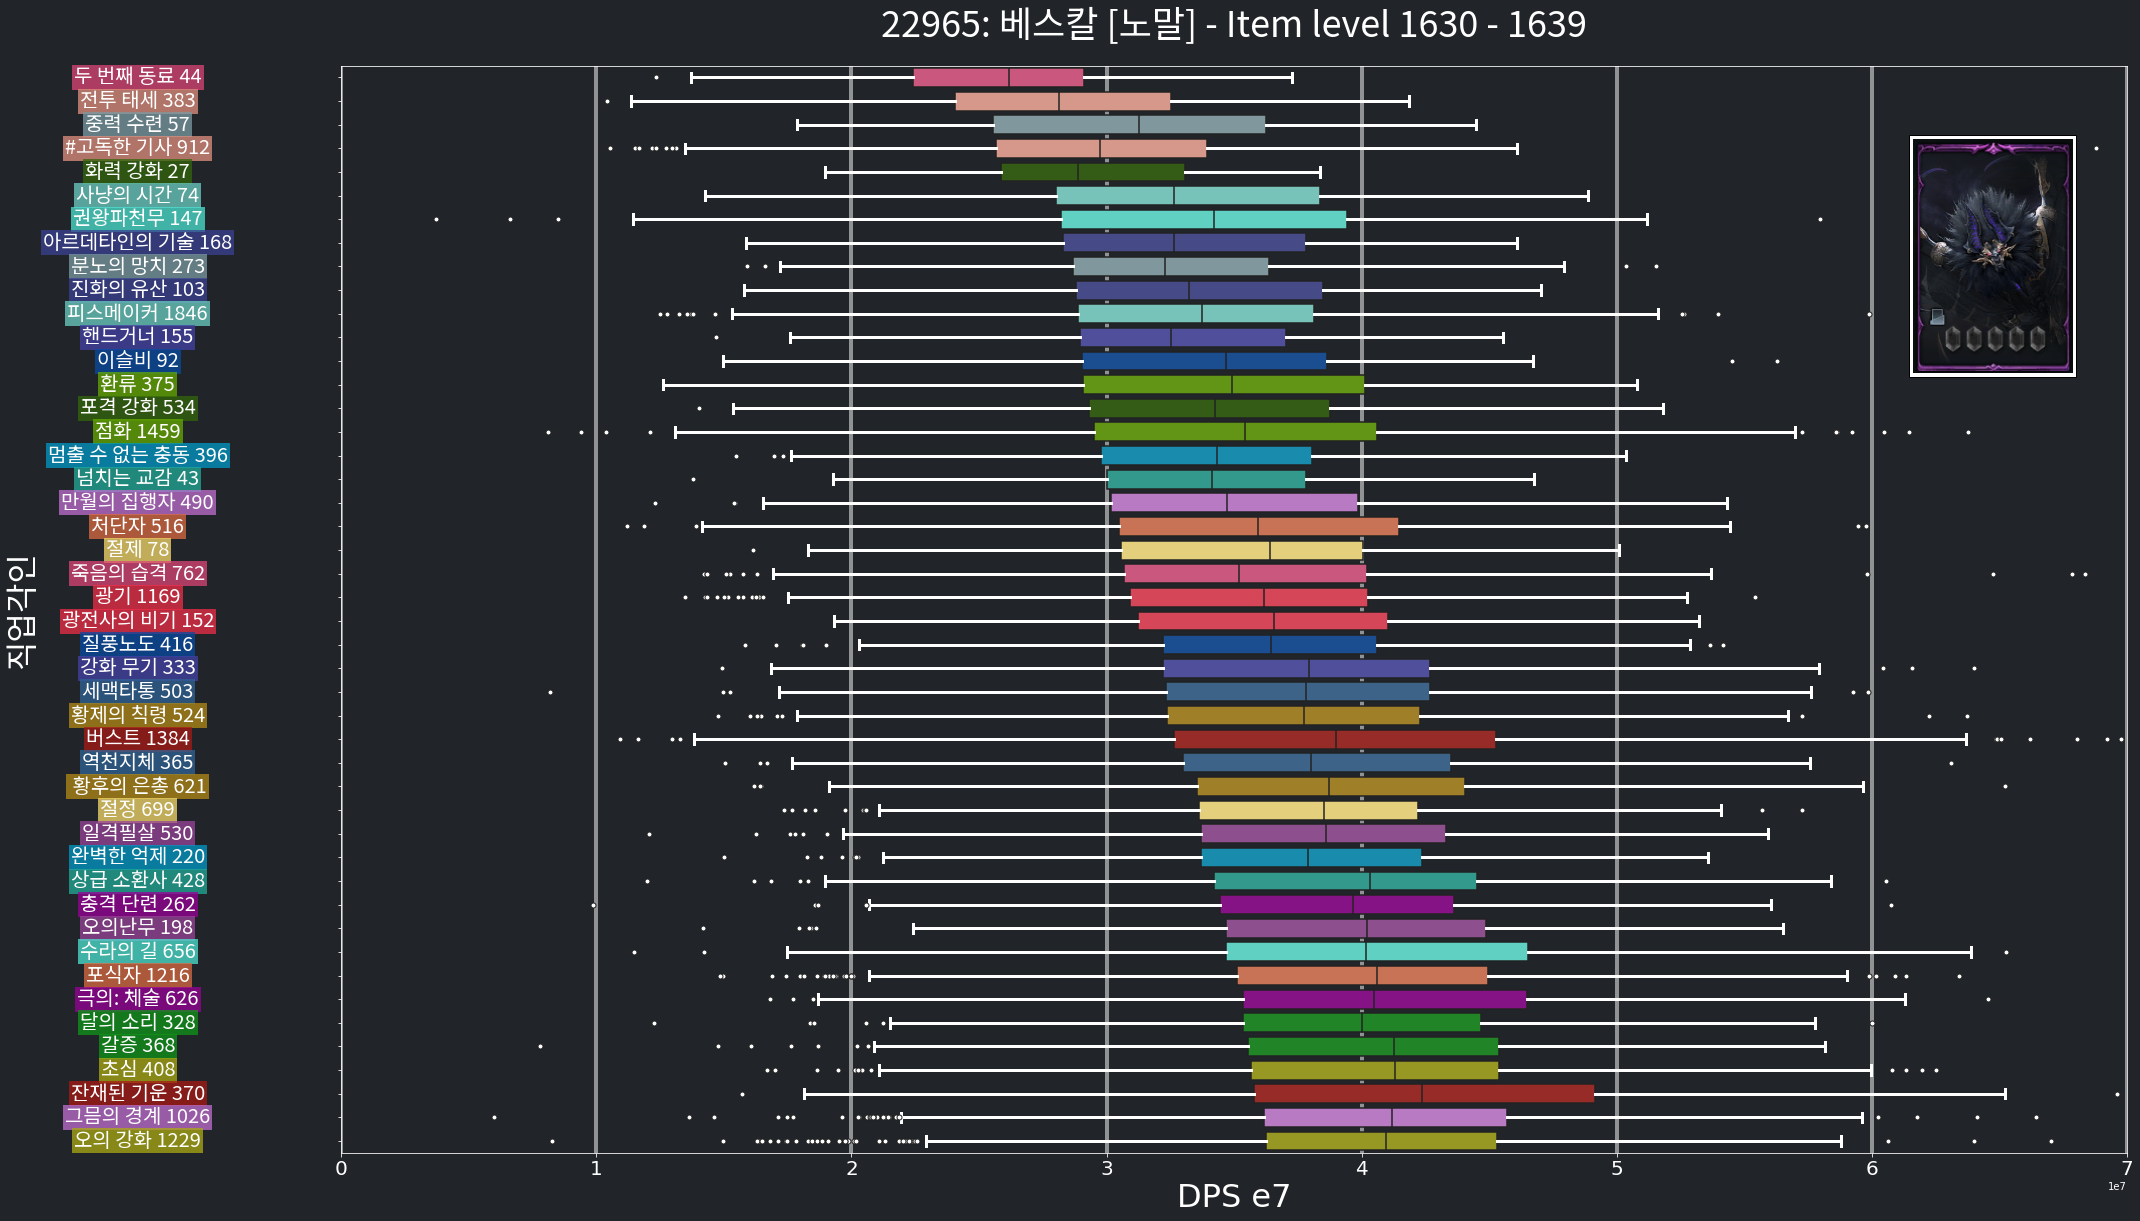 22965: 베스칼 [노말] - Item level 1630 - 1639
두 번째 동료 44
전투 태세 383
중력 수련 57
#고독한 기사 912
화력 강화 27
사냥의 시간 74
권왕파천무 147
아르데타인의 기술 168
분노의 망치 273
진화의 유산 103
피스메이커 1846
핸드거너 155
이슬비 92
환류 375
포격 강화 534
점화 1459
멈출 수 없는 충동 396
넘치는 교감 43
만월의 집행자 490
처단자 516
절제 78
죽음의 습격 762
광기 1169
광전사의 비기 152
질풍노도 416
강화 무기 333
세맥타통 503
황제의 칙령 524
버스트 1384
역천지체 365
황후의 은총 621
절정 699
일격필살 530
완벽한 억제 220
상급 소환사 428
충격 단련 262
오의난무 198
수라의 길 656
포식자 1216
극의: 체술 626
달의 소리 328
갈증 368
초심 408
잔재된 기운 370
그믐의 경계 1026
오의 강화 1229
직업각인
0 1 2 3 4 5 6 7
DPS e7
1e7